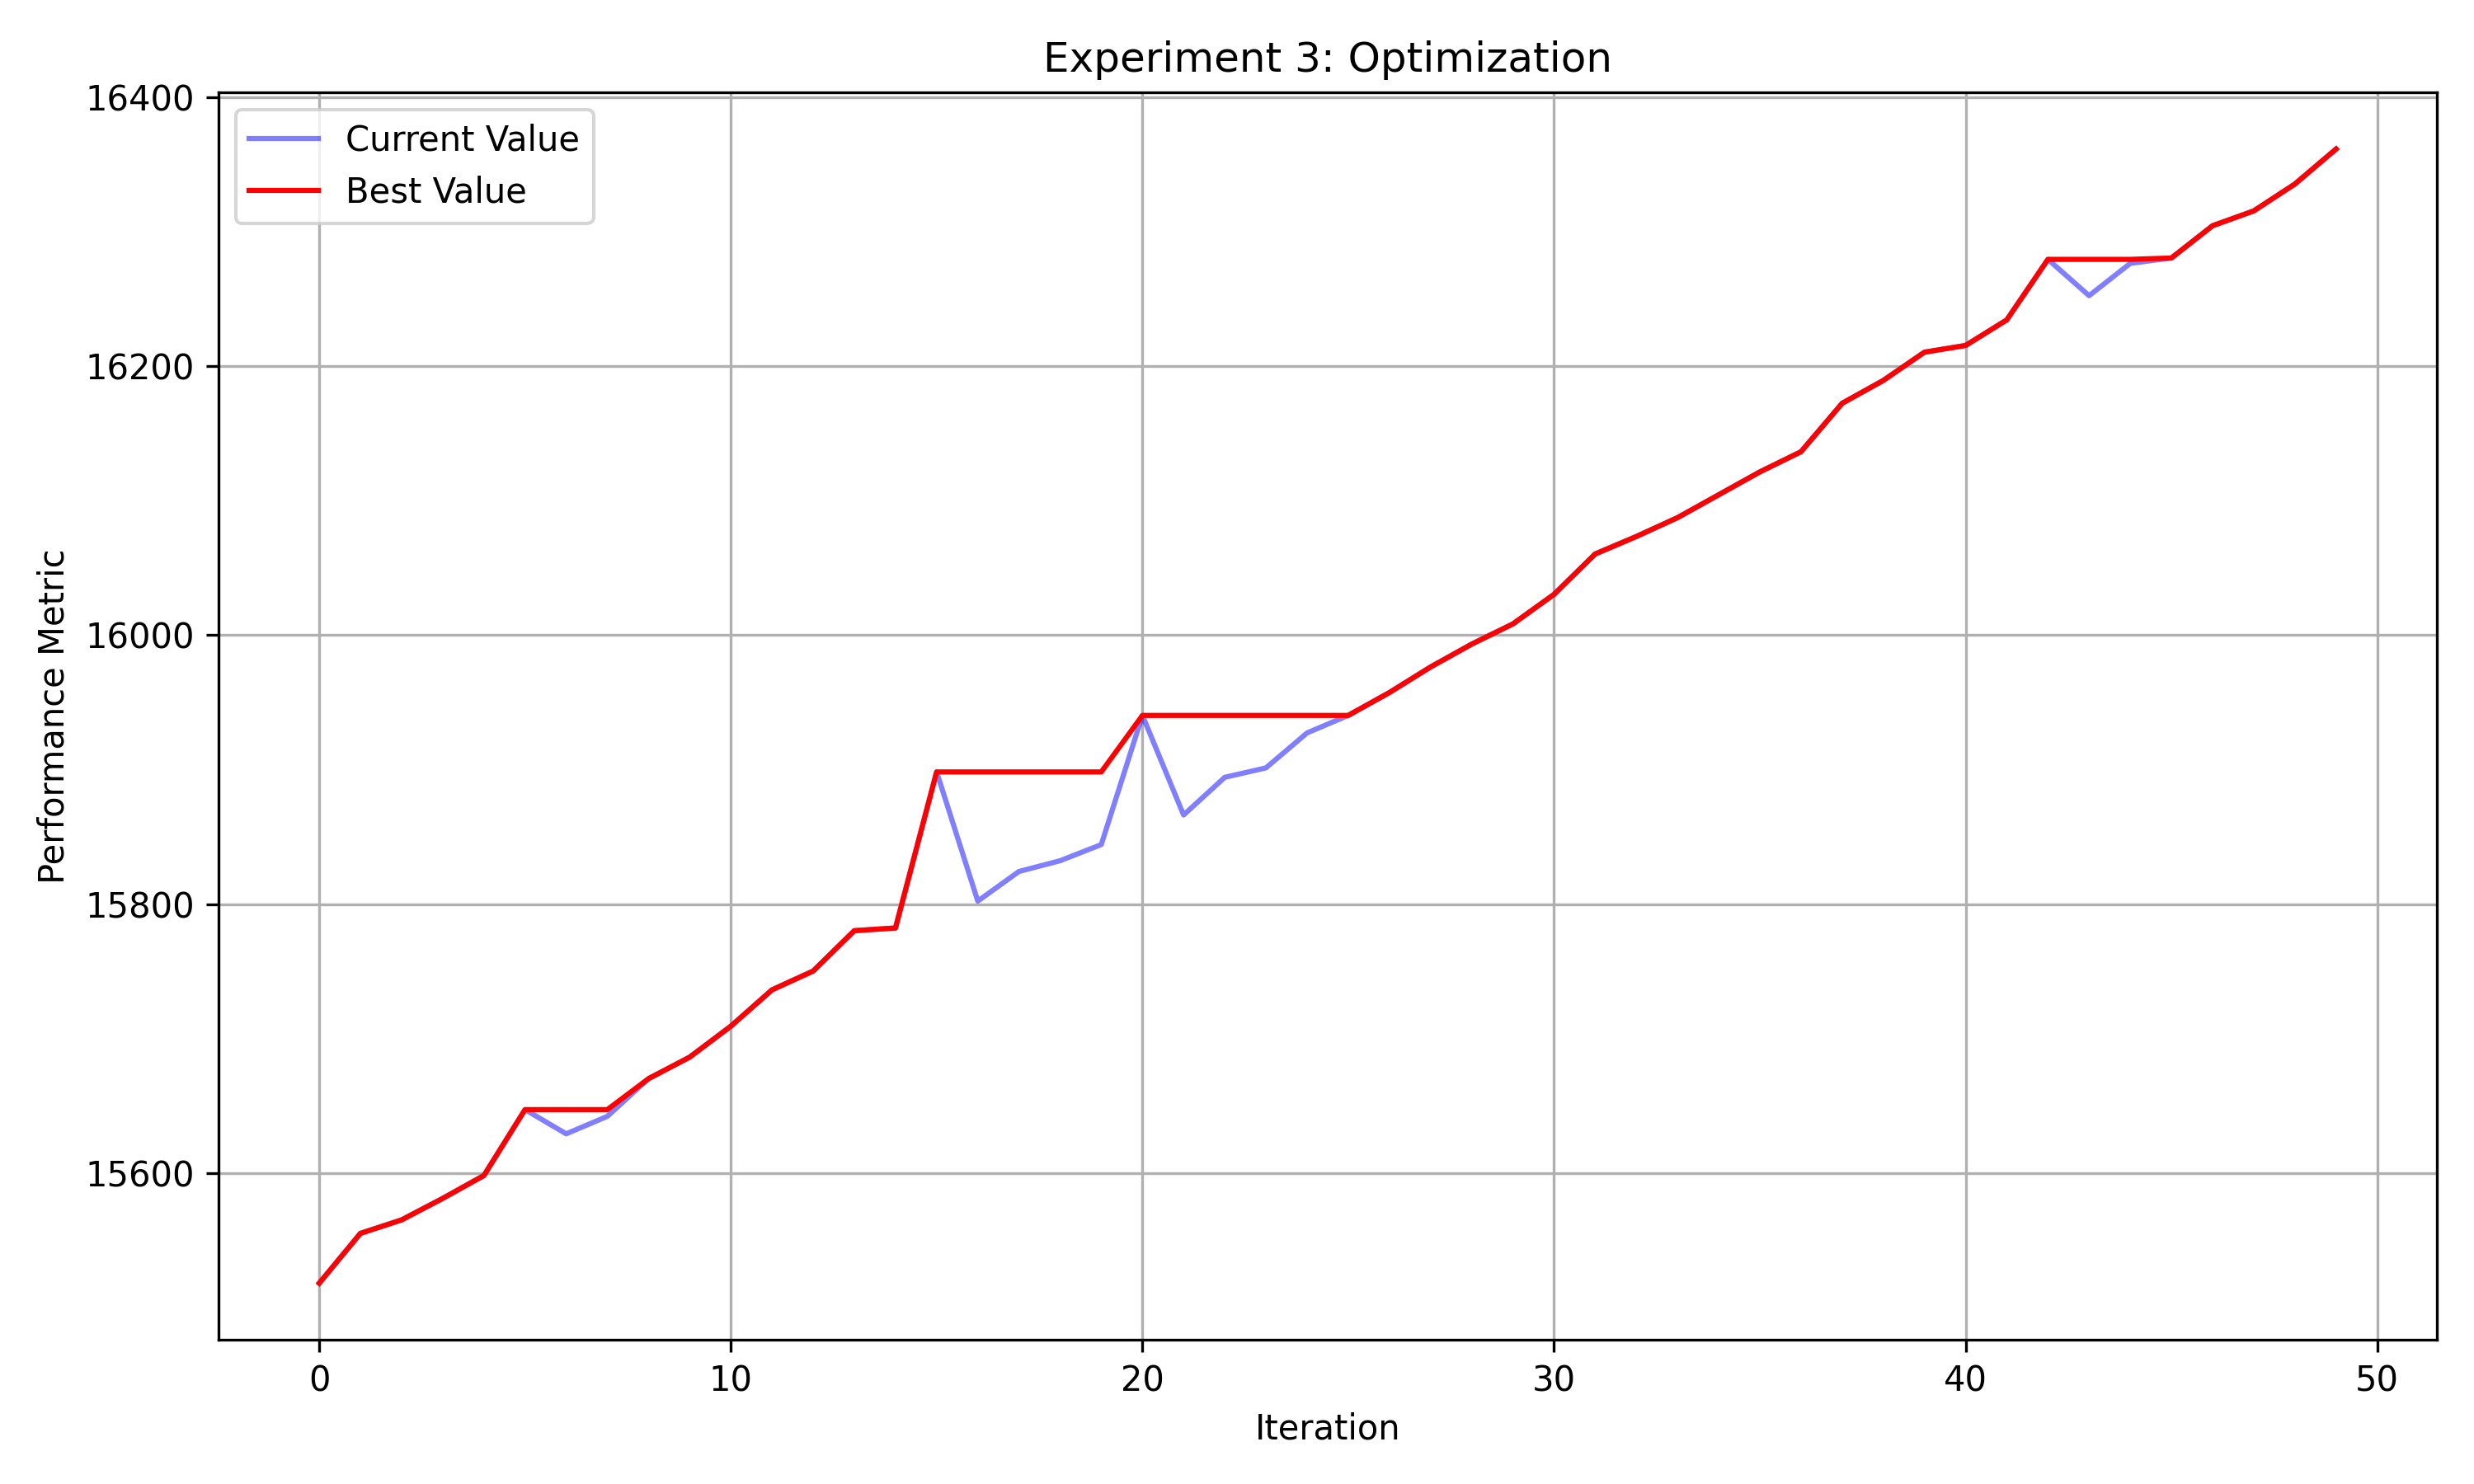 Experiment 3: Optimization
Current Value
Best Value
Performance Metric
16400
16200
16000
15800
15600
0 10 20 30 40 50
Iteration